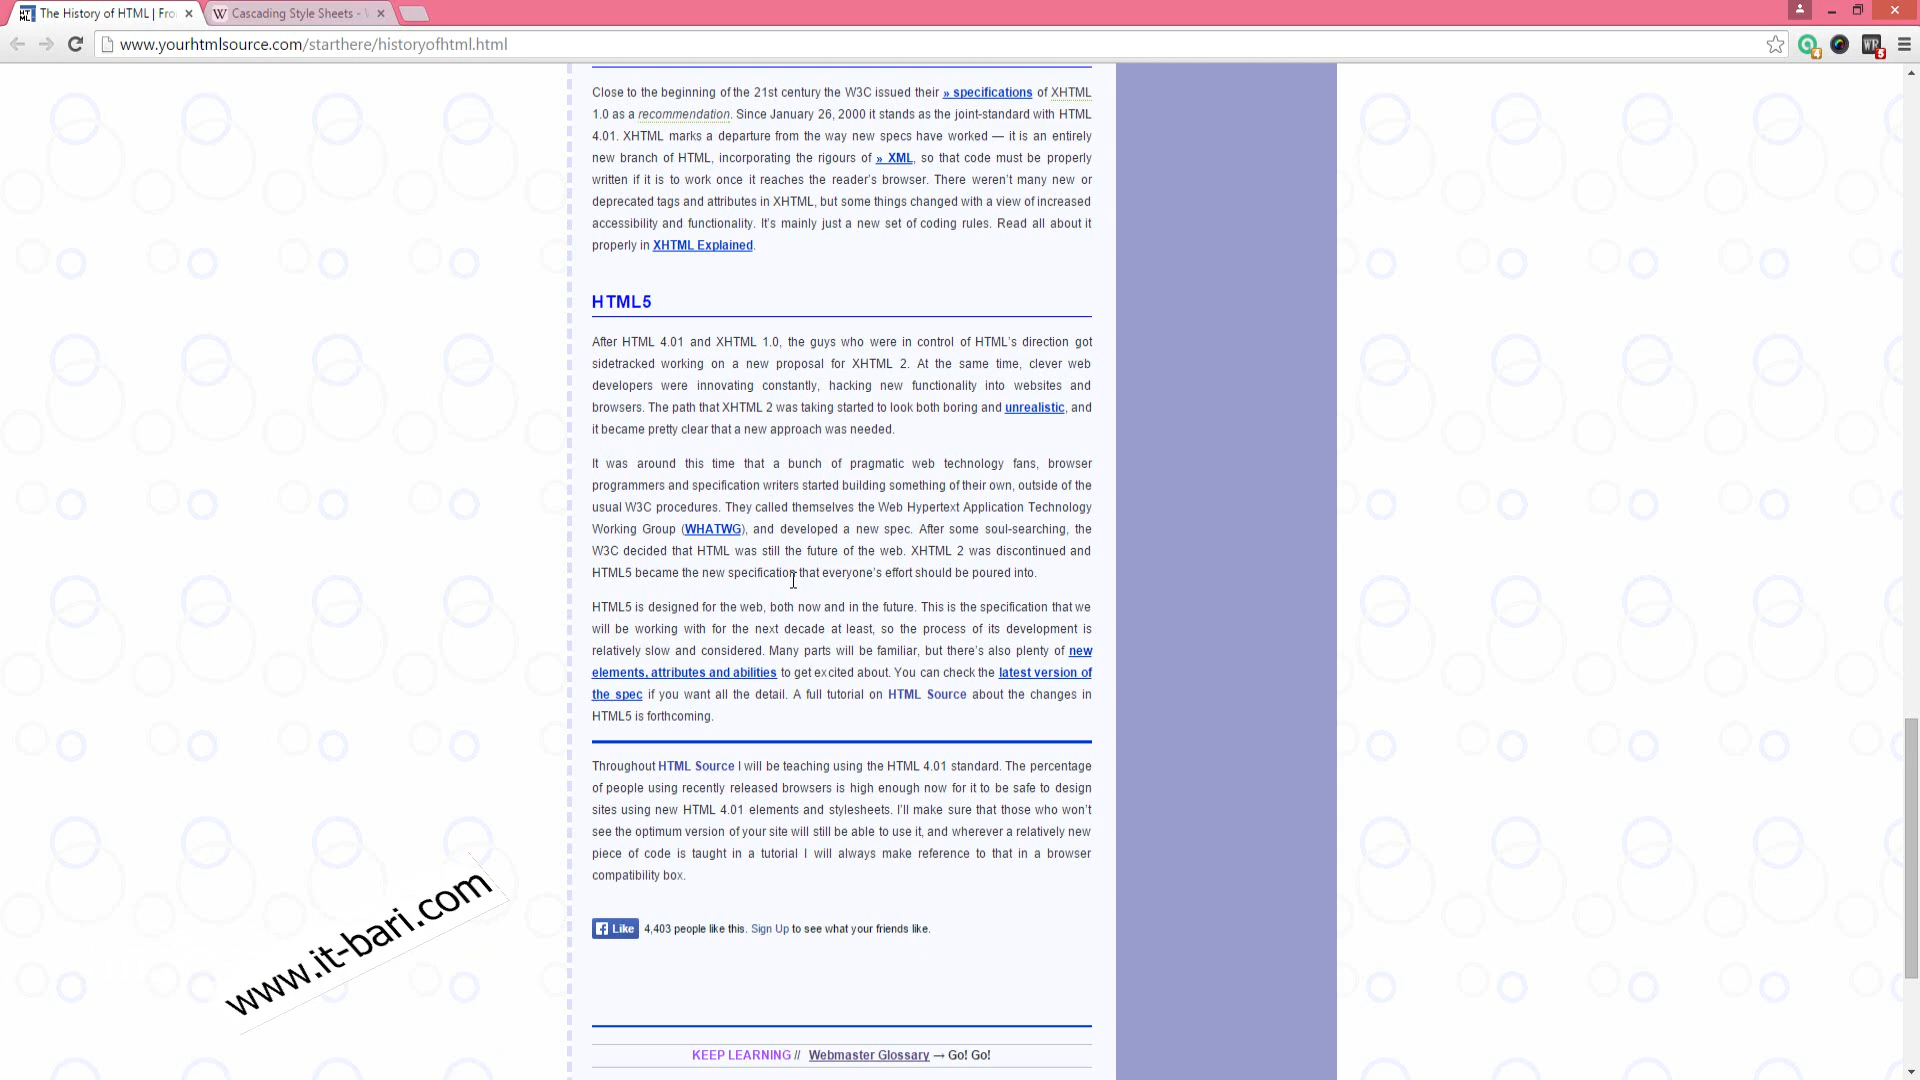 The History of HTML | Fro
Cascading Style Sheets -
www.yourhtmlsource.com/starthere/historyofhtml.html
Close to the beginning of the 21st century the W3C issued their » specifications of XHTML
1.0 as a recommendation. Since January 26, 2000 it stands as the joint-standard with HTML
4.01. XHTML marks a departure from the way new specs have worked — it is an entirely
new branch of HTML, incorporating the rigours of » XML, so that code must be properly
written if it is to work once it reaches the reader's browser. There weren't many new or
deprecated tags and attributes in XHTML, but some things changed with a view of increased
accessibility and functionality. It's mainly just a new set of coding rules. Read all about it
properly in XHTML Explained.
HTML5
After HTML 4.01 and XHTML 1.0, the guys who were in control of HTML's direction got
sidetracked working on a new proposal for XHTML 2. At the same time, clever web
developers were innovating constantly, hacking new functionality into websites and
browsers. The path that XHTML 2 was taking started to look both boring and unrealistic, and
it became pretty clear that a new approach was needed.
It was around this time that a bunch of pragmatic web technology fans, browser
programmers and specification writers started building something of their own, outside of the
usual W3C procedures. They called themselves the Web Hypertext Application Technology
Working Group (WHATWG), and developed a new spec. After some soul-searching, the
W3C decided that HTML was still the future of the web. XHTML 2 was discontinued and
HTML5 became the new specification that everyone's effort should be poured into.
HTML5 is designed for the web, both now and in the future. This is the specification that we
will be working with for the next decade at least, so the process of its development is
relatively slow and considered. Many parts will be familiar, but there's also plenty of new
elements, attributes and abilities to get excited about. You can check the latest version of
the spec if you want all the detail. A full tutorial on HTML Source about the changes in
HTML5 is forthcoming.
Throughout HTML Source I will be teaching using the HTML 4.01 standard. The percentage
of people using recently released browsers is high enough now for it to be safe to design
sites using new HTML 4.01 elements and stylesheets. I'll make sure that those who won't
see the optimum version of your site will still be able to use it, and wherever a relatively new
piece of code is taught in a tutorial I will always make reference to that in a browser
compatibility box.
Like 4,403 people like this. Sign Up to see what your friends like.
www.it-bari.com
KEEP LEARNING // Webmaster Glossary → Go! Go!